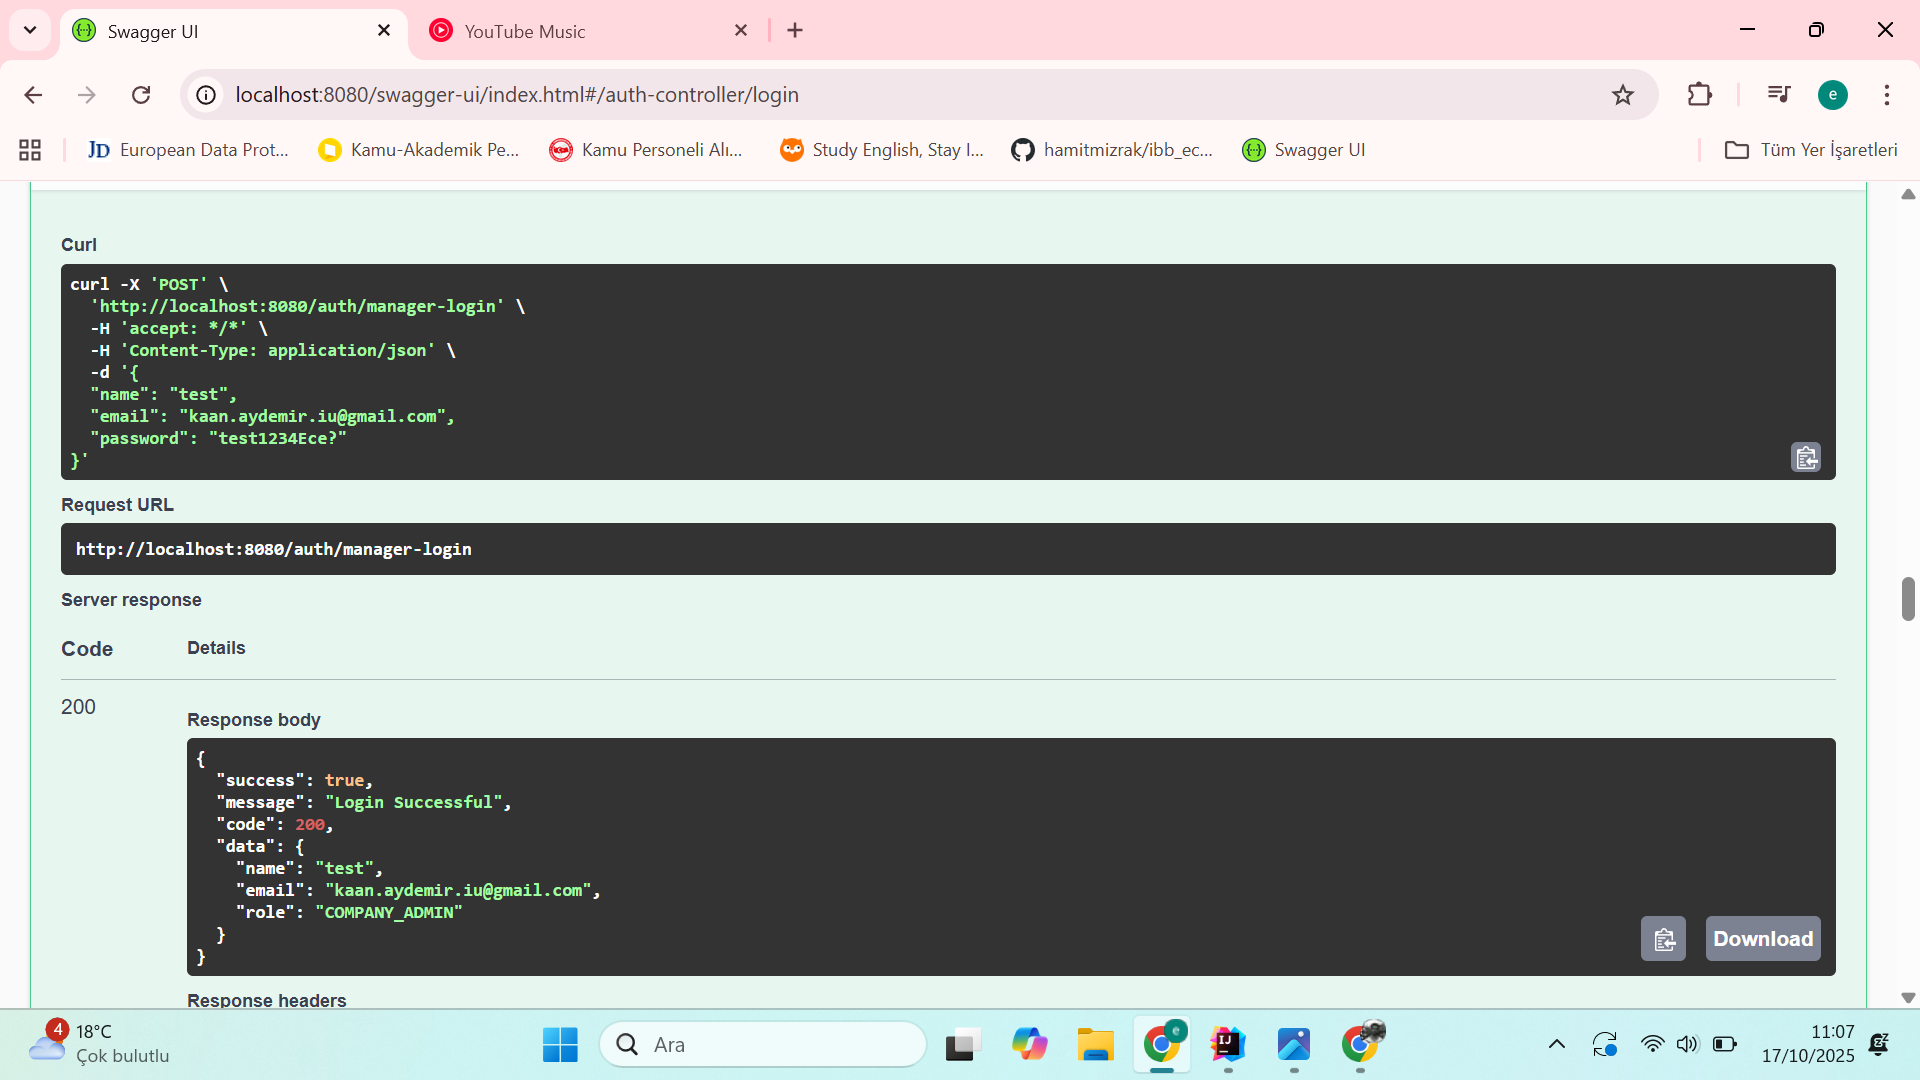 Swagger UI
YouTube Music
localhost:8080/swagger-ui/index.html#/auth-controller/login
e
JD European Data Prot...
Kamu-Akademik Pe...
Kamu Personeli Alı...
Study English, Stay I...
hamitmizrak/ibb_ec...
Swagger UI
Tüm Yer İşaretleri
Curl
curl -X 'POST' \
'http://localhost:8080/auth/manager-login' \
-H 'accept: */*' \
-H 'Content-Type: application/json' \
-d '{
"name": "test",
"email": "kaan.aydemir.iu@gmail.com",
"password": "test1234Ece?"
}'
Request URL
http://localhost:8080/auth/manager-login
Server response
Code Details
200
Response body
{
"success": true,
"message": "Login Successful",
"code": 200,
"data": {
"name": "test",
"email": "kaan.aydemir.iu@gmail.com",
"role": "COMPANY_ADMIN"
}
}
Download
Response headers
4
18°C
Çok bulutlu
Ara
e
IJ
11:07
17/10/2025